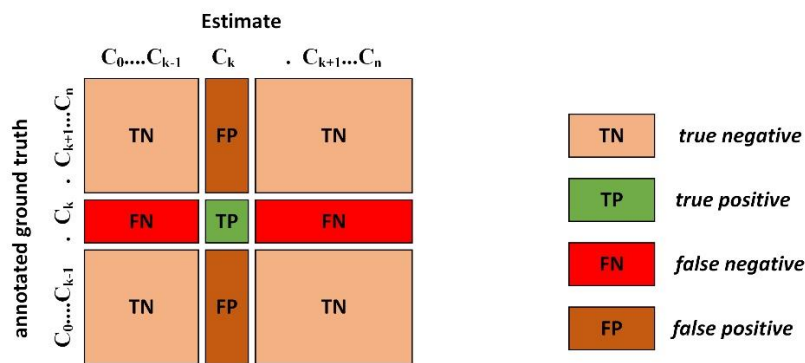 Estimate
C₀....Cₖ₋₁ Cₖ . Cₖ₊₁...Cₙ
annotated ground truth
. Cₖ₊₁...Cₙ
. Cₖ
C₀....Cₖ₋₁
TN FP TN
FN TP FN
TN FP TN
TN true negative
TP true positive
FN false negative
FP false positive